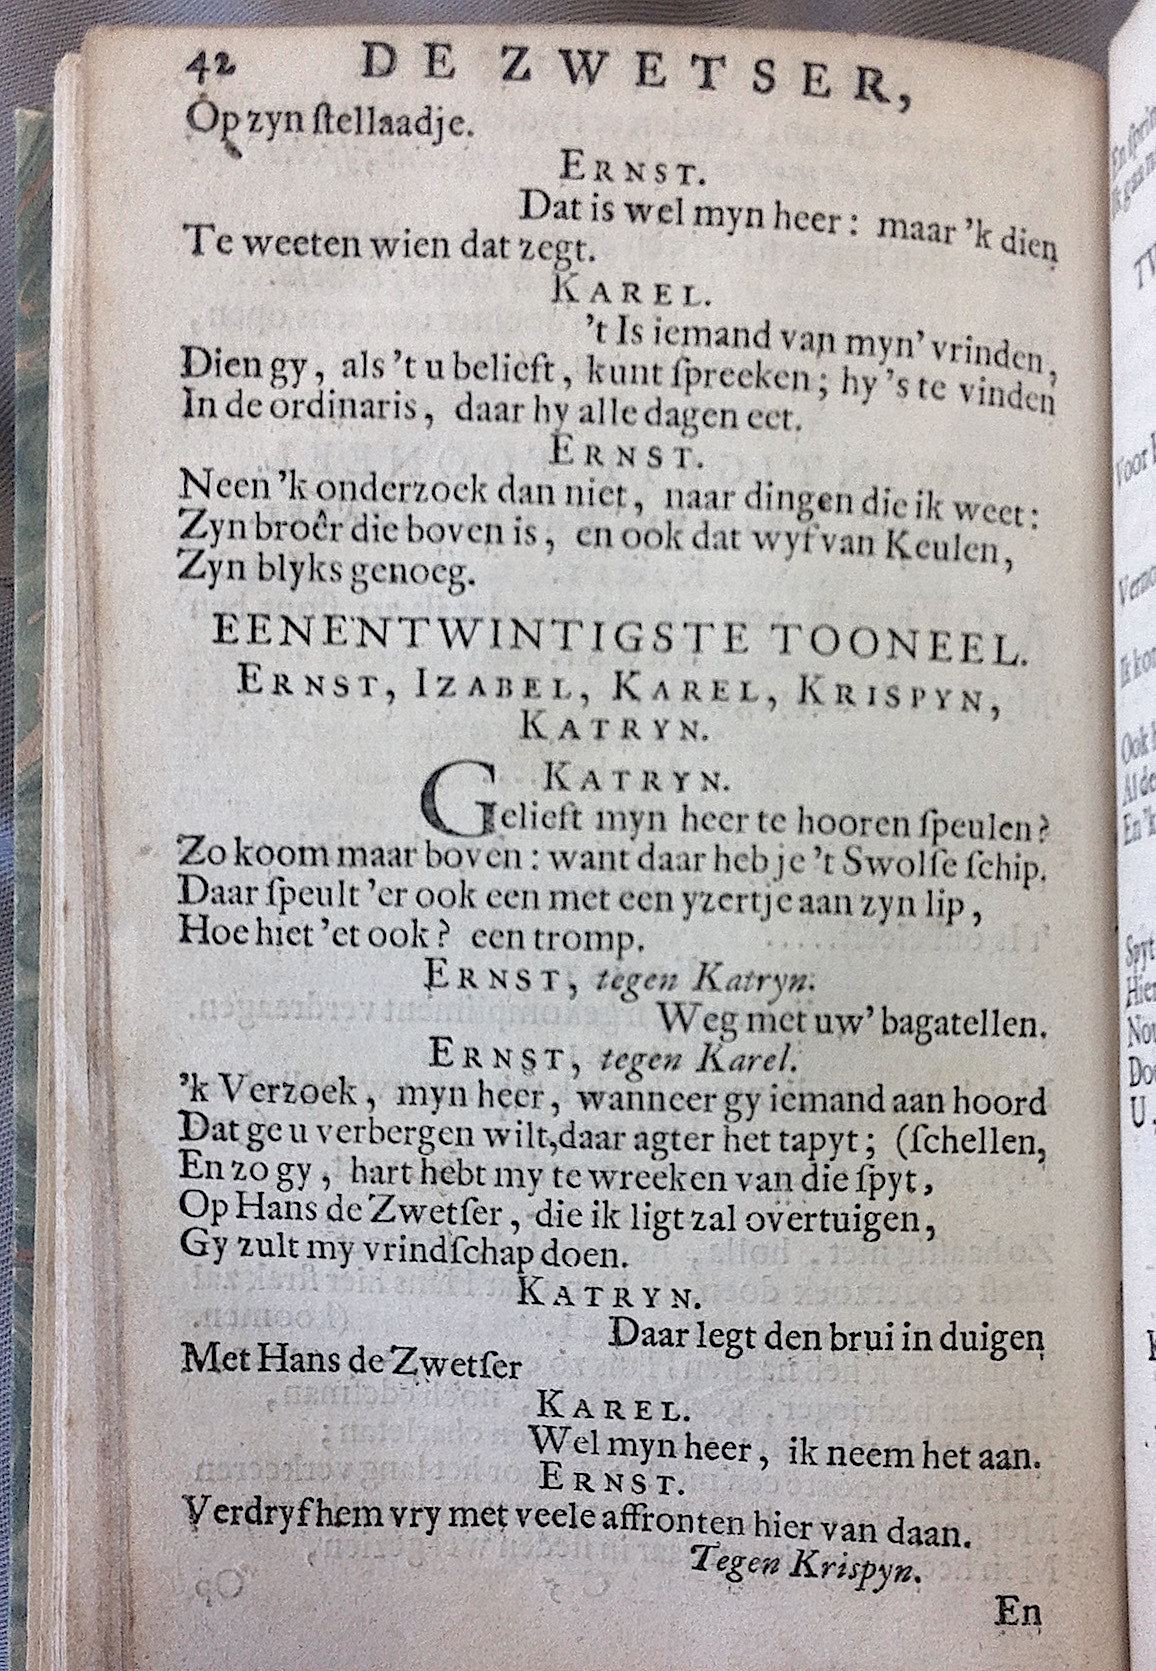 42 DE ZWETSER,
Op zyn ſtellaadje.
ERNST.
Dat is wel myn heer: maar 'k dien
Te weeten wien dat zegt.
KAREL.
't Is iemand van myn' vrinden,
Dien gy, als 't u belieft, kunt ſpreeken; hy 's te vinden
In de ordinaris, daar hy alle dagen eet.
ERNST.
Neen 'k onderzoek dan niet, naar dingen die ik weet:
Zyn broêr die boven is, en ook dat wyf van Keulen,
Zyn blyks genoeg.
EENENTWINTIGSTE TOONEEL.
ERNST, IZABEL, KAREL, KRISPYN,
KATRYN.
KATRYN.
Gelieft myn heer te hooren ſpeulen?
Zo koom maar boven: want daar heb je 't Swolſe ſchip.
Daar ſpeult 'er ook een met een yzertje aan zyn lip,
Hoe hiet 'et ook? een tromp.
ERNST, tegen Katryn.
Weg met uw' bagatellen.
ERNST, tegen Karel.
'k Verzoek, myn heer, wanneer gy iemand aan hoord
Dat ge u verbergen wilt, daar agter het tapyt; (ſchellen,
En zo gy, hart hebt my te wreeken van die ſpyt,
Op Hans de Zwetſer, die ik ligt zal overtuigen,
Gy zult my vrindſchap doen.
KATRYN.
Daar legt den brui in duigen
Met Hans de Zwetſer
KAREL.
Wel myn heer, ik neem het aan.
ERNST.
Verdryf hem vry met veele affronten hier van daan.
Tegen Krispyn.
En